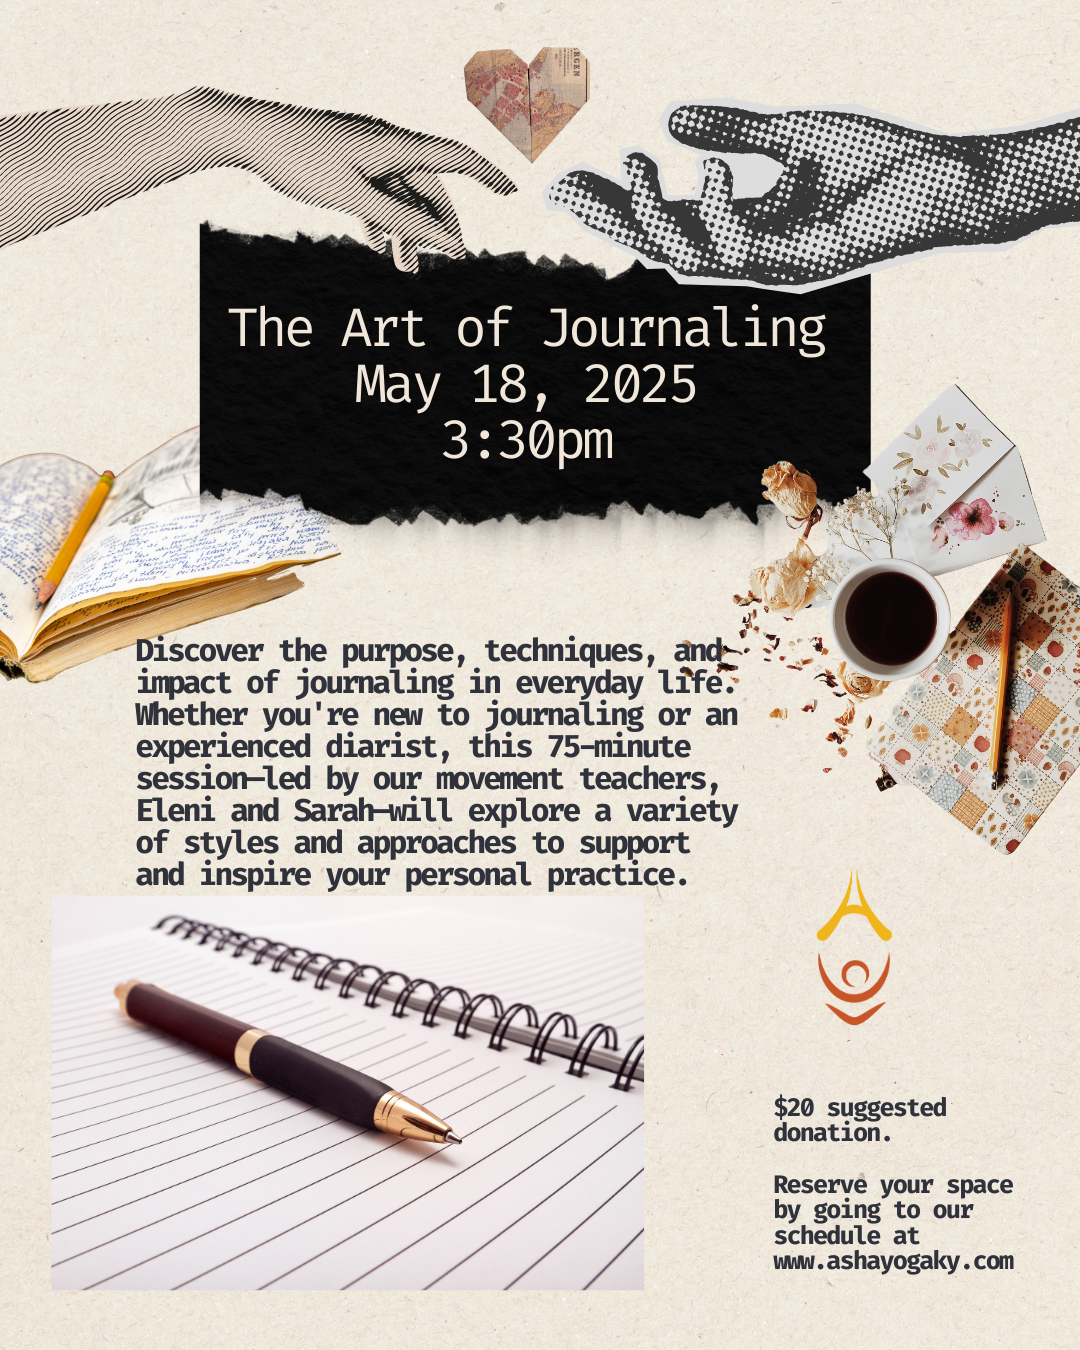 The Art of Journaling
May 18, 2025
3:30pm
Discover the purpose, techniques, and
impact of journaling in everyday life.
Whether you're new to journaling or an
experienced diarist, this 75-minute
session—led by our movement teachers,
Eleni and Sarah—will explore a variety
of styles and approaches to support
and inspire your personal practice.
$20 suggested
donation.
Reserve your space
by going to our
schedule at
www.ashayogaky.com